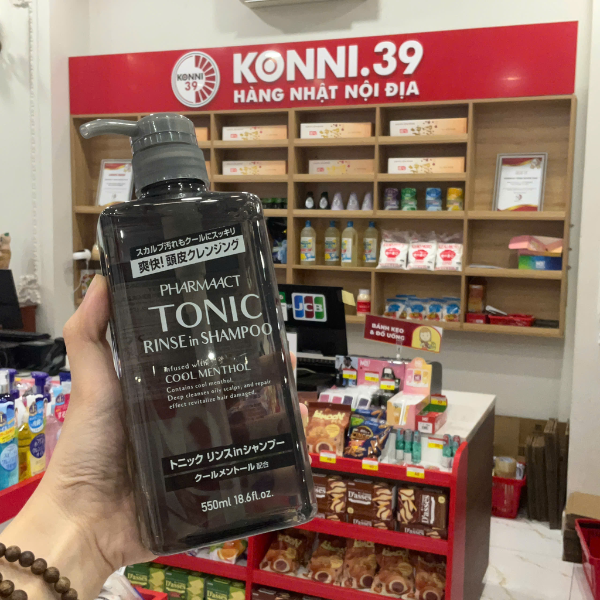 KONNI
39
KONNI.39
HÀNG NHẬT NỘI ĐỊA
スカルプ汚れもクールにスッキリ
爽快!頭皮クレンジング
PHARMAACT
TONIC
RINSE in SHAMPOO
Infused with
COOL MENTHOL
Contains cool menthol.
Deep cleanses oily scalps, and repair
effect revitalize hair damaged.
トニック リンスinシャンプー
クールメントール配合
550ml 18.6fl.oz.
JCB
BÁNH KẸO
& ĐỒ UỐNG